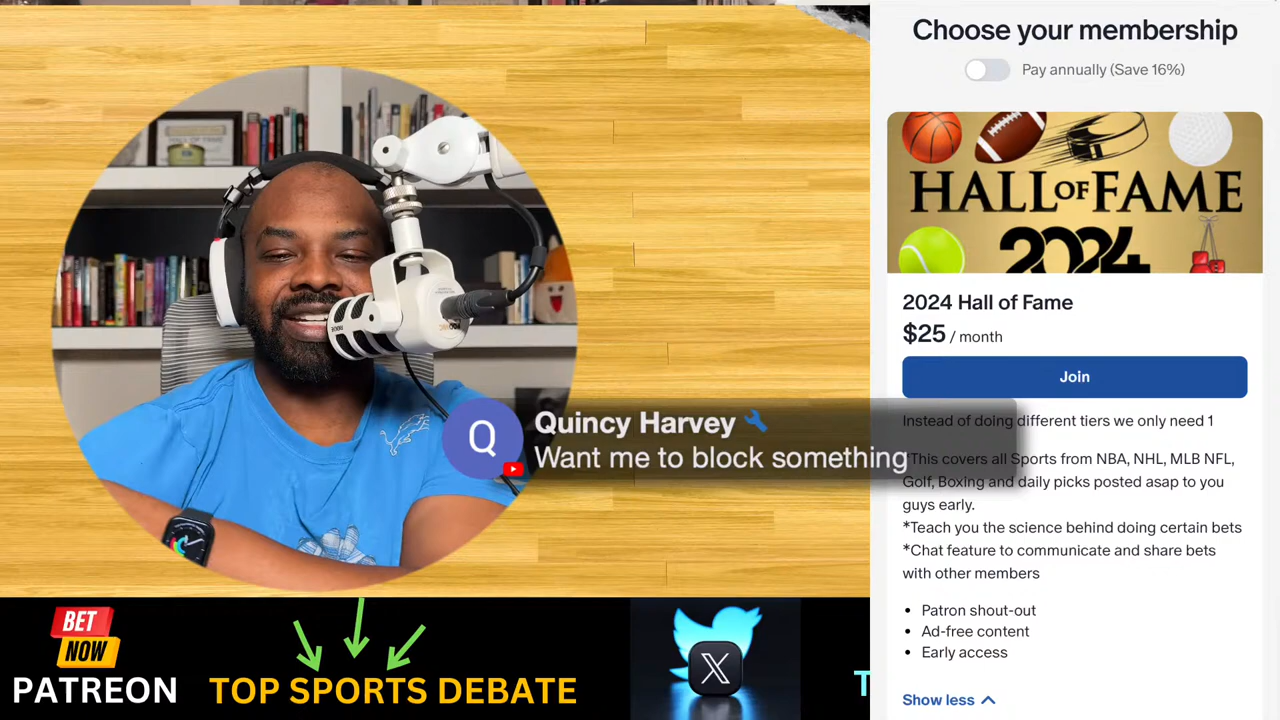 Choose your membership
Pay annually (Save 16%)
HALL OF FAME
2024
2024 Hall of Fame
$25 / month
Join
Instead of doing different tiers we only need 1
This covers all Sports from NBA, NHL, MLB NFL,
Golf, Boxing and daily picks posted asap to you
guys early.
*Teach you the science behind doing certain bets
*Chat feature to communicate and share bets
with other members
• Patron shout-out
• Ad-free content
• Early access
Show less
Q
Quincy Harvey
Want me to block something
BET
NOW
PATREON
TOP SPORTS DEBATE
X
T